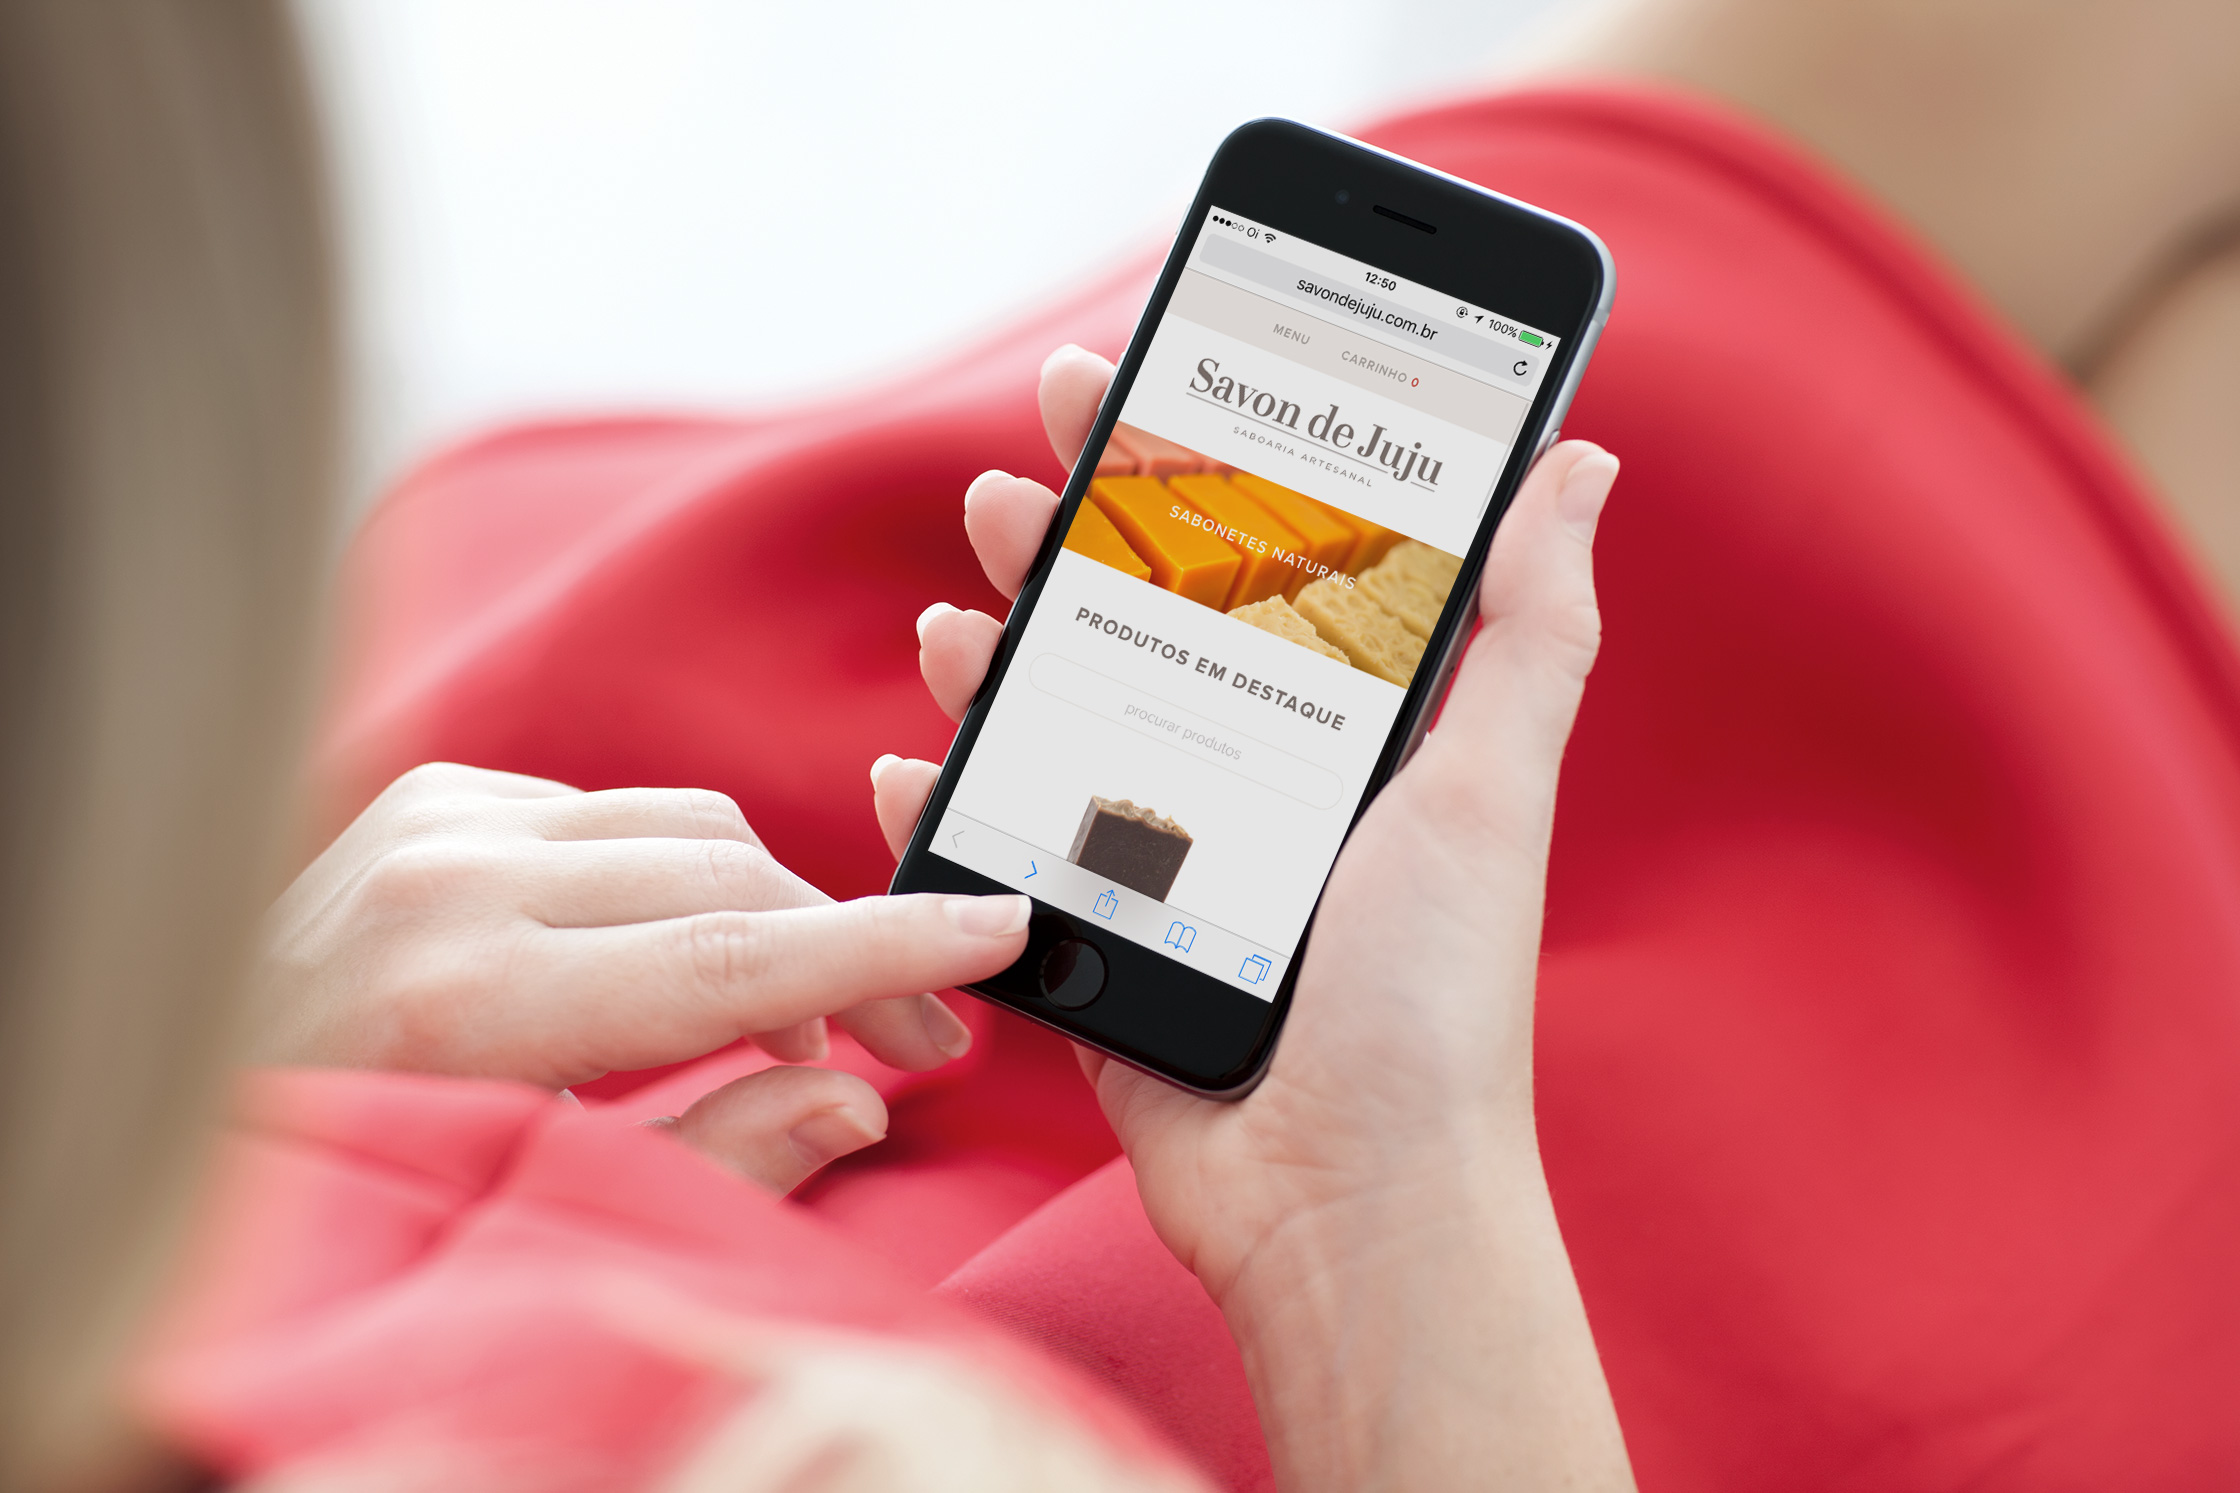 Oi 12:50 100%
savondejuju.com.br
MENU CARRINHO 0
Savon de Juju
SABOARIA ARTESANAL
SABONETES NATURAIS
PRODUTOS EM DESTAQUE
procurar produtos